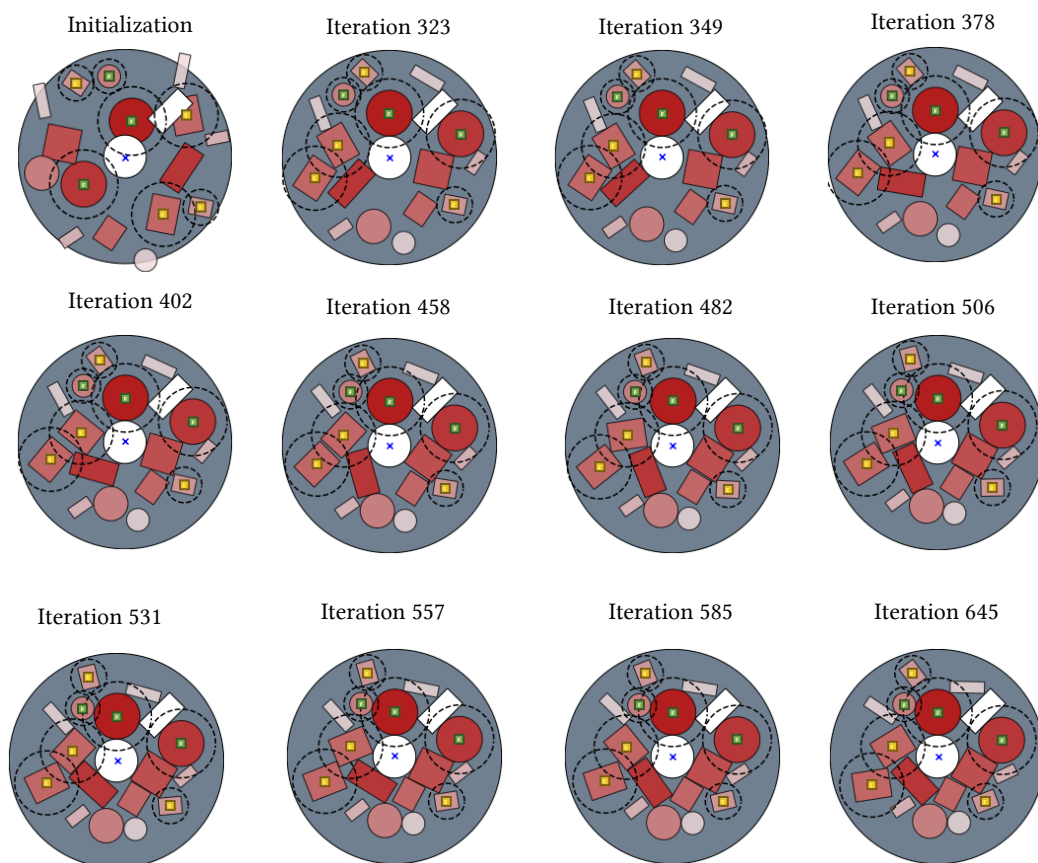 Initialization
Iteration 323
Iteration 349
Iteration 378
Iteration 402
Iteration 458
Iteration 482
Iteration 506
Iteration 531
Iteration 557
Iteration 585
Iteration 645